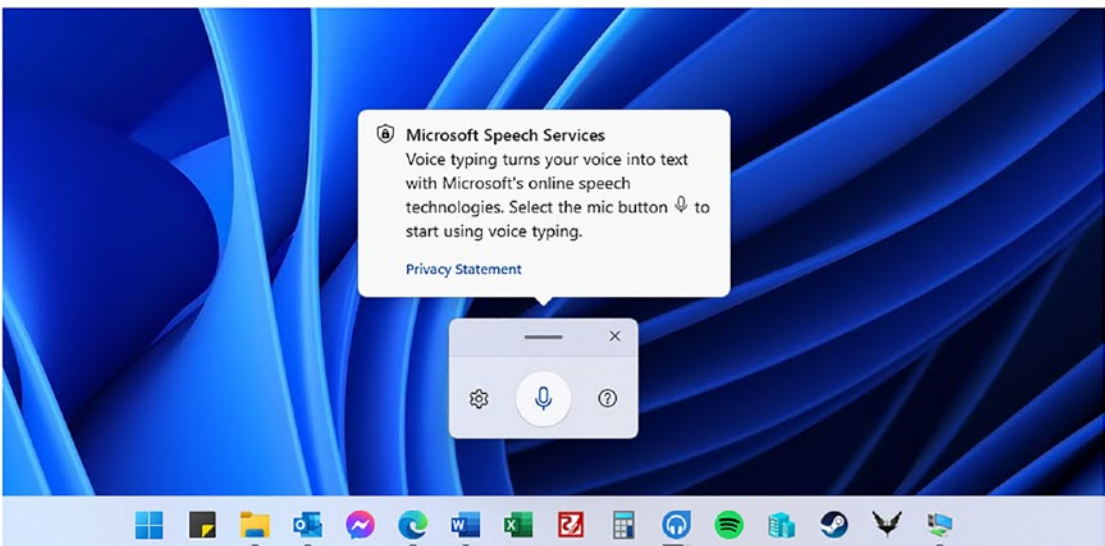 Microsoft Speech Services
Voice typing turns your voice into text
with Microsoft's online speech
technologies. Select the mic button to
start using voice typing.
Privacy Statement